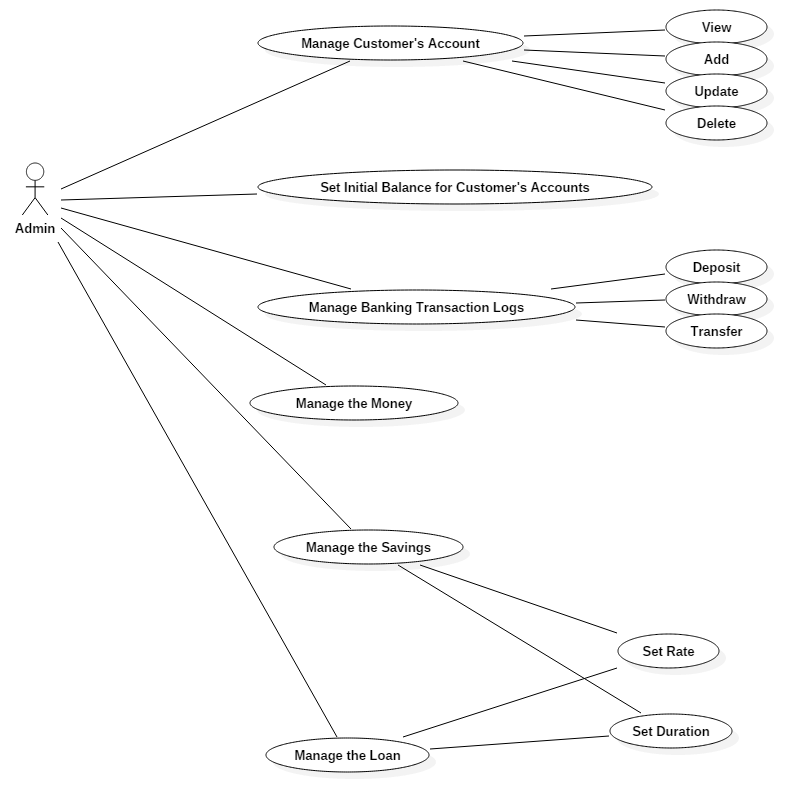 Manage Customer's Account
View
Add
Update
Delete
Admin
Set Initial Balance for Customer's Accounts
Manage Banking Transaction Logs
Deposit
Withdraw
Transfer
Manage the Money
Manage the Savings
Set Rate
Set Duration
Manage the Loan